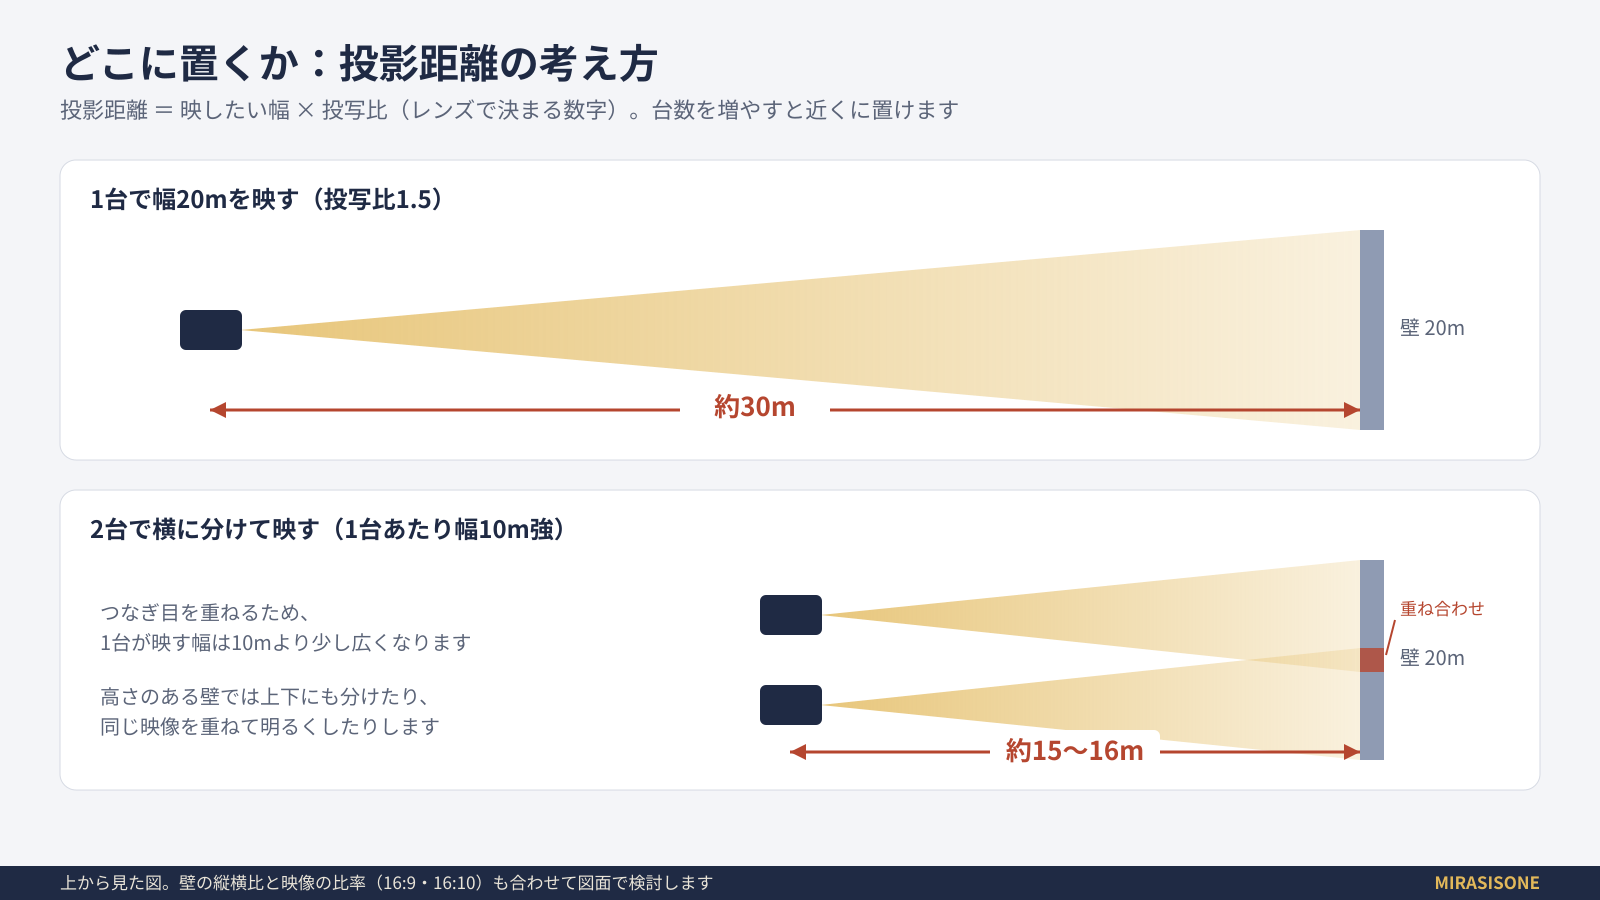 どこに置くか：投影距離の考え方
投影距離 ＝ 映したい幅 × 投写比（レンズで決まる数字）。台数を増やすと近くに置けます
1台で幅20mを映す（投写比1.5）
壁 20m
約30m
2台で横に分けて映す（1台あたり幅10m強）
つなぎ目を重ねるため、
1台が映す幅は10mより少し広くなります
高さのある壁では上下にも分けたり、
同じ映像を重ねて明るくしたりします
重ね合わせ
壁 20m
約15〜16m
上から見た図。壁の縦横比と映像の比率（16:9・16:10）も合わせて図面で検討します
MIRASISONE